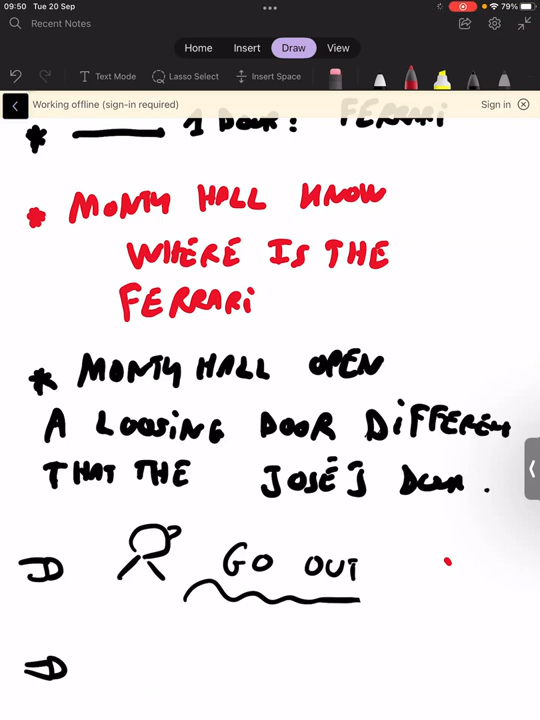 09:50 Tue 20 Sep
79%
Recent Notes
Home Insert Draw View
Text Mode Lasso Select Insert Space
Working offline (sign-in required) Sign in
* 1 DOOR: FERRARi
* MONTY HALL KNOW
WHERE IS THE
FERRARi
* MONTY HALL OPEN
A LOOSING DOOR DiFFEREN
THAT THE JOSÉ'S DOOR.
GO OUT